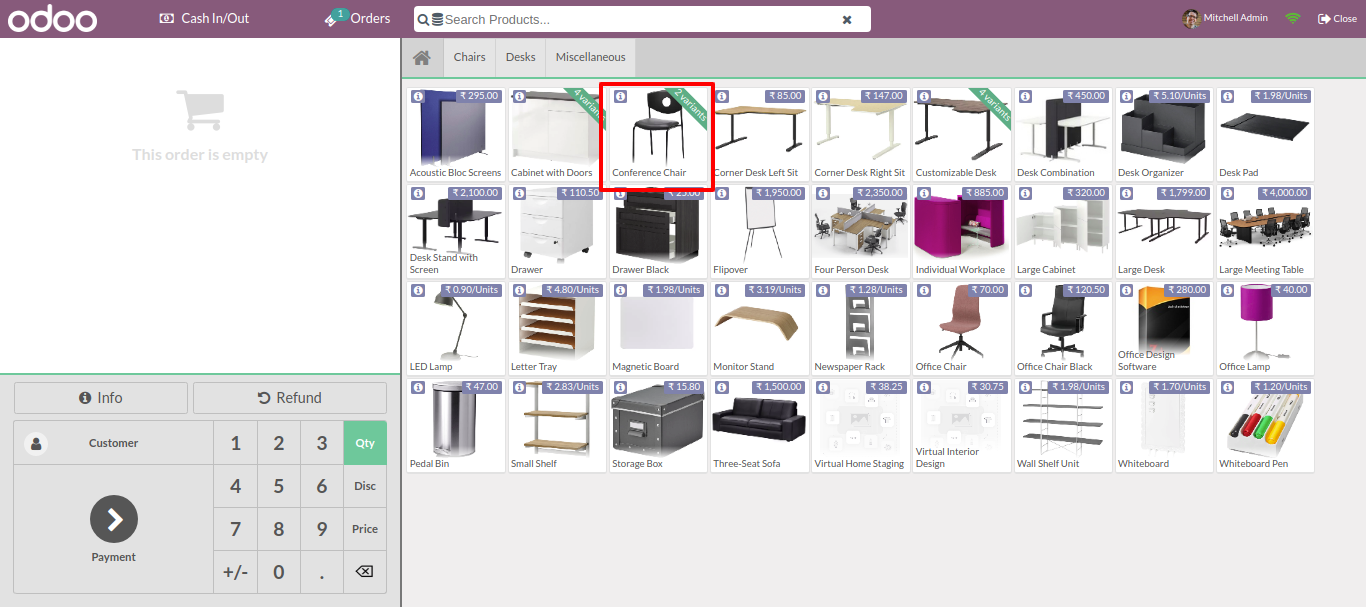 odoo
Cash In/Out
1
Orders
Search Products...
Mitchell Admin
Close
This order is empty
Chairs
Desks
Miscellaneous
₹ 295.00
Acoustic Bloc Screens
4 variants
Cabinet with Doors
2 variants
Conference Chair
₹ 85.00
Corner Desk Left Sit
₹ 147.00
Corner Desk Right Sit
4 variants
Customizable Desk
₹ 450.00
Desk Combination
₹ 5.10/Units
Desk Organizer
₹ 1.98/Units
Desk Pad
₹ 2,100.00
Desk Stand with
Screen
₹ 110.50
Drawer
₹ 25.00
Drawer Black
₹ 1,950.00
Flipover
₹ 2,350.00
Four Person Desk
₹ 885.00
Individual Workplace
₹ 320.00
Large Cabinet
₹ 1,799.00
Large Desk
₹ 4,000.00
Large Meeting Table
₹ 0.90/Units
LED Lamp
₹ 4.80/Units
Letter Tray
₹ 1.98/Units
Magnetic Board
₹ 3.19/Units
Monitor Stand
₹ 1.28/Units
Newspaper Rack
₹ 70.00
Office Chair
₹ 120.50
Office Chair Black
₹ 280.00
Office Design
Software
₹ 40.00
Office Lamp
₹ 47.00
Pedal Bin
₹ 2.83/Units
Small Shelf
₹ 15.80
Storage Box
₹ 1,500.00
Three-Seat Sofa
₹ 38.25
Virtual Home Staging
₹ 30.75
Virtual Interior
Design
₹ 1.98/Units
Wall Shelf Unit
₹ 1.70/Units
Whiteboard
₹ 1.20/Units
Whiteboard Pen
Info
Refund
Customer
1 2 3 Qty
4 5 6 Disc
7 8 9 Price
+/- 0 .
Payment